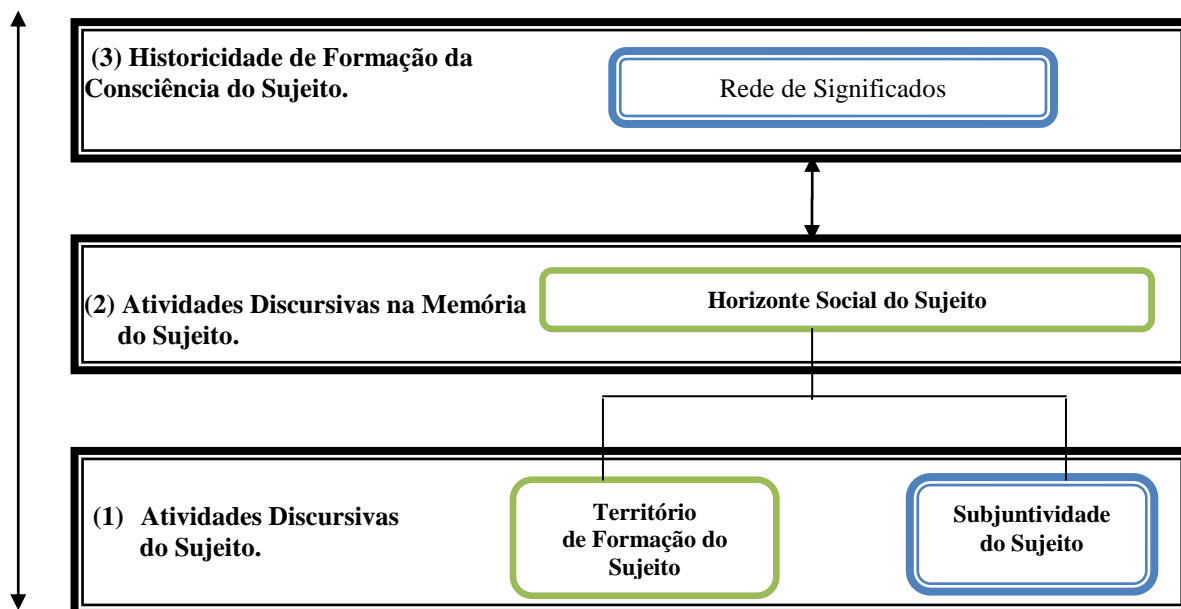 (3) Historicidade de Formação da
Consciência do Sujeito.
Rede de Significados
(2) Atividades Discursivas na Memória
do Sujeito.
Horizonte Social do Sujeito
(1) Atividades Discursivas
do Sujeito.
Território
de Formação do
Sujeito
Subjuntividade
do Sujeito